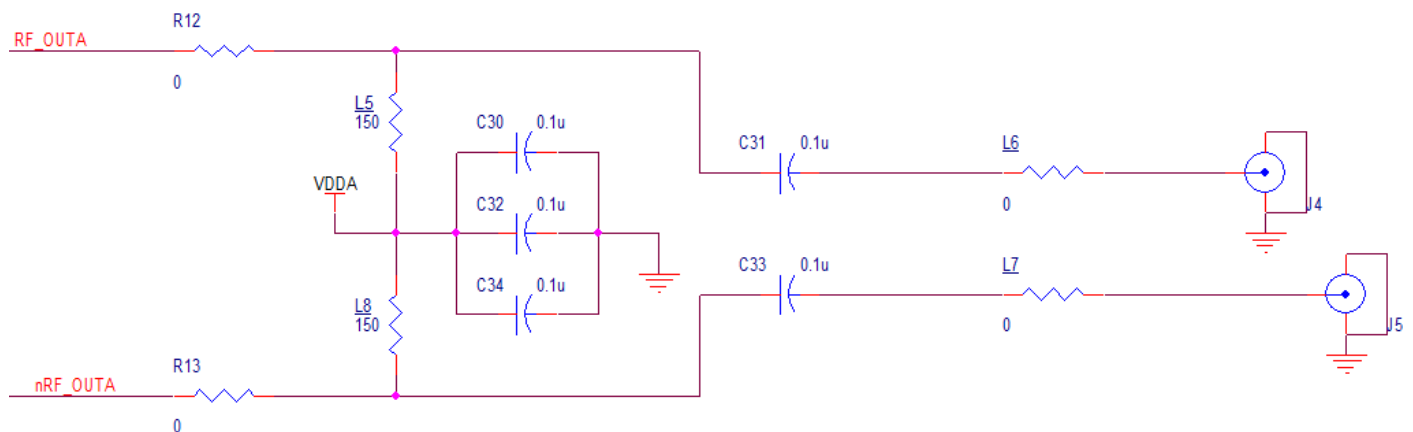 R12
RF_OUTA
0
L5
150
C30 0.1u
C31 0.1u
L6
VDDA
C32 0.1u
0
J4
C33 0.1u
L7
C34 0.1u
L8
150
0
J5
R13
nRF_OUTA
0